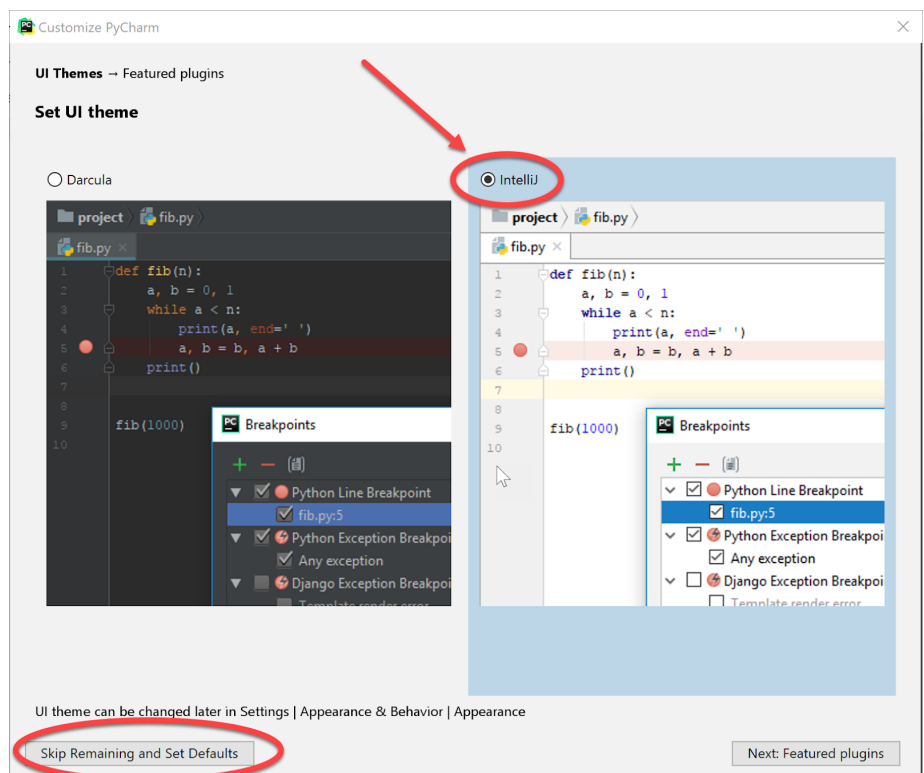 Customize PyCharm
UI Themes → Featured plugins
Set UI theme
Darcula
project fib.py
fib.py
1 def fib(n):
2 a, b = 0, 1
3 while a < n:
4 print(a, end=' ')
5 a, b = b, a + b
6 print()
7
8
9 fib(1000)
10
PC Breakpoints
Python Line Breakpoint
fib.py:5
Python Exception Breakpoi
Any exception
Django Exception Breakpoi
Template render error
IntelliJ
project fib.py
fib.py
1 def fib(n):
2 a, b = 0, 1
3 while a < n:
4 print(a, end=' ')
5 a, b = b, a + b
6 print()
7
8
9 fib(1000)
10
PC Breakpoints
Python Line Breakpoint
fib.py:5
Python Exception Breakpoi
Any exception
Django Exception Breakpoi
Template render error
UI theme can be changed later in Settings | Appearance & Behavior | Appearance
Skip Remaining and Set Defaults
Next: Featured plugins